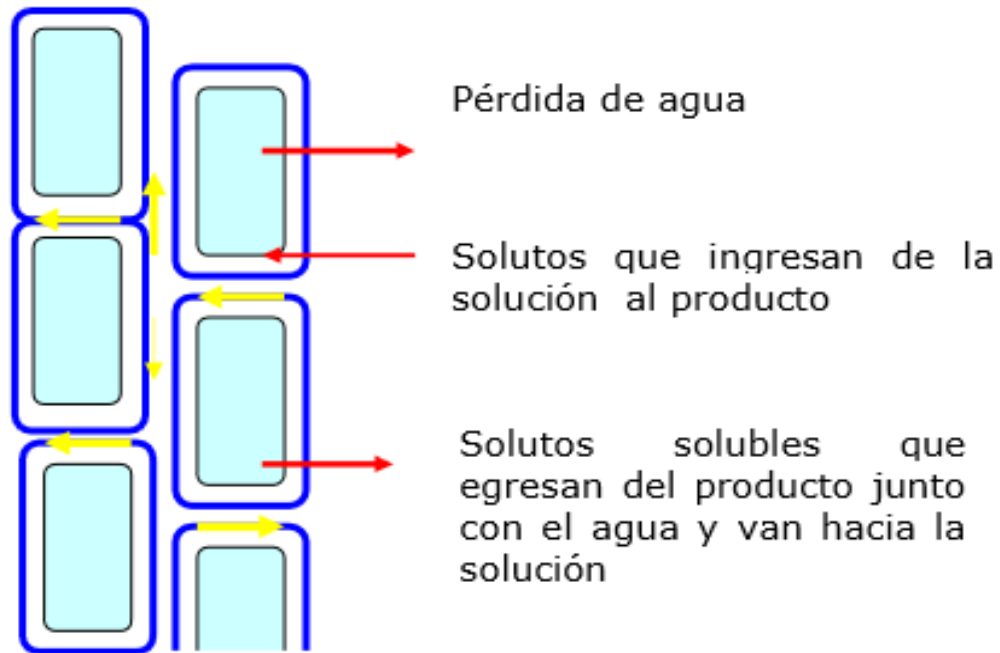 Pérdida de agua
Solutos que ingresan de la
solución al producto
Solutos solubles que
egresan del producto junto
con el agua y van hacia la
solución